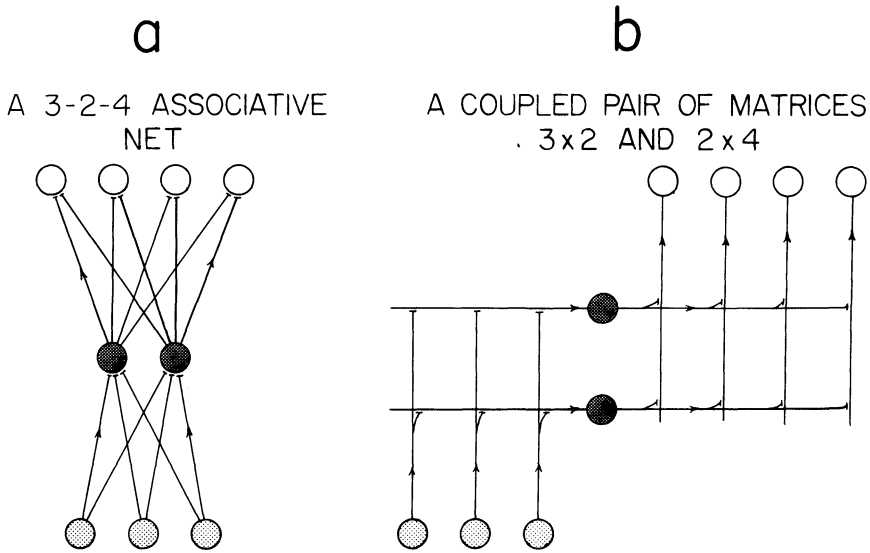 a
A 3-2-4 ASSOCIATIVE
NET
b
A COUPLED PAIR OF MATRICES
. 3x2 AND 2x4